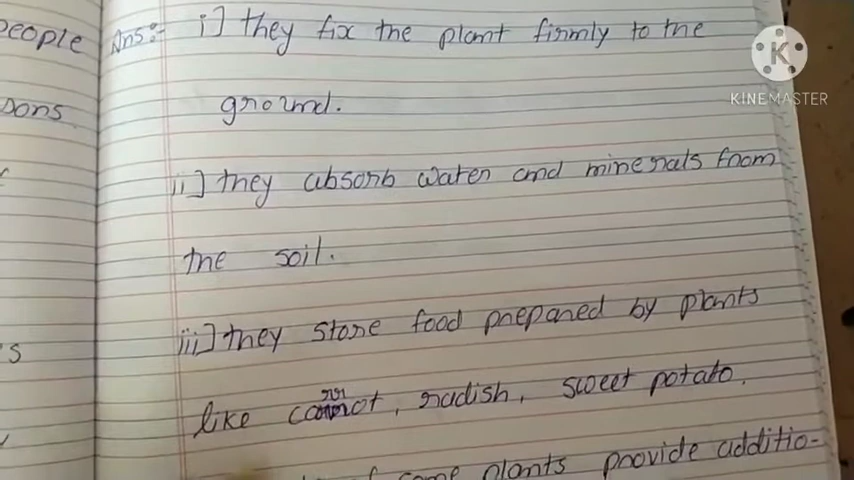 people
Ans:- i] they fix the plant firmly to the
ground.
ii] they absorb water and minerals from
the soil.
iii] they store food prepared by plants
like carrot, radish, sweet potato.
some plants provide additio-
KINEMASTER